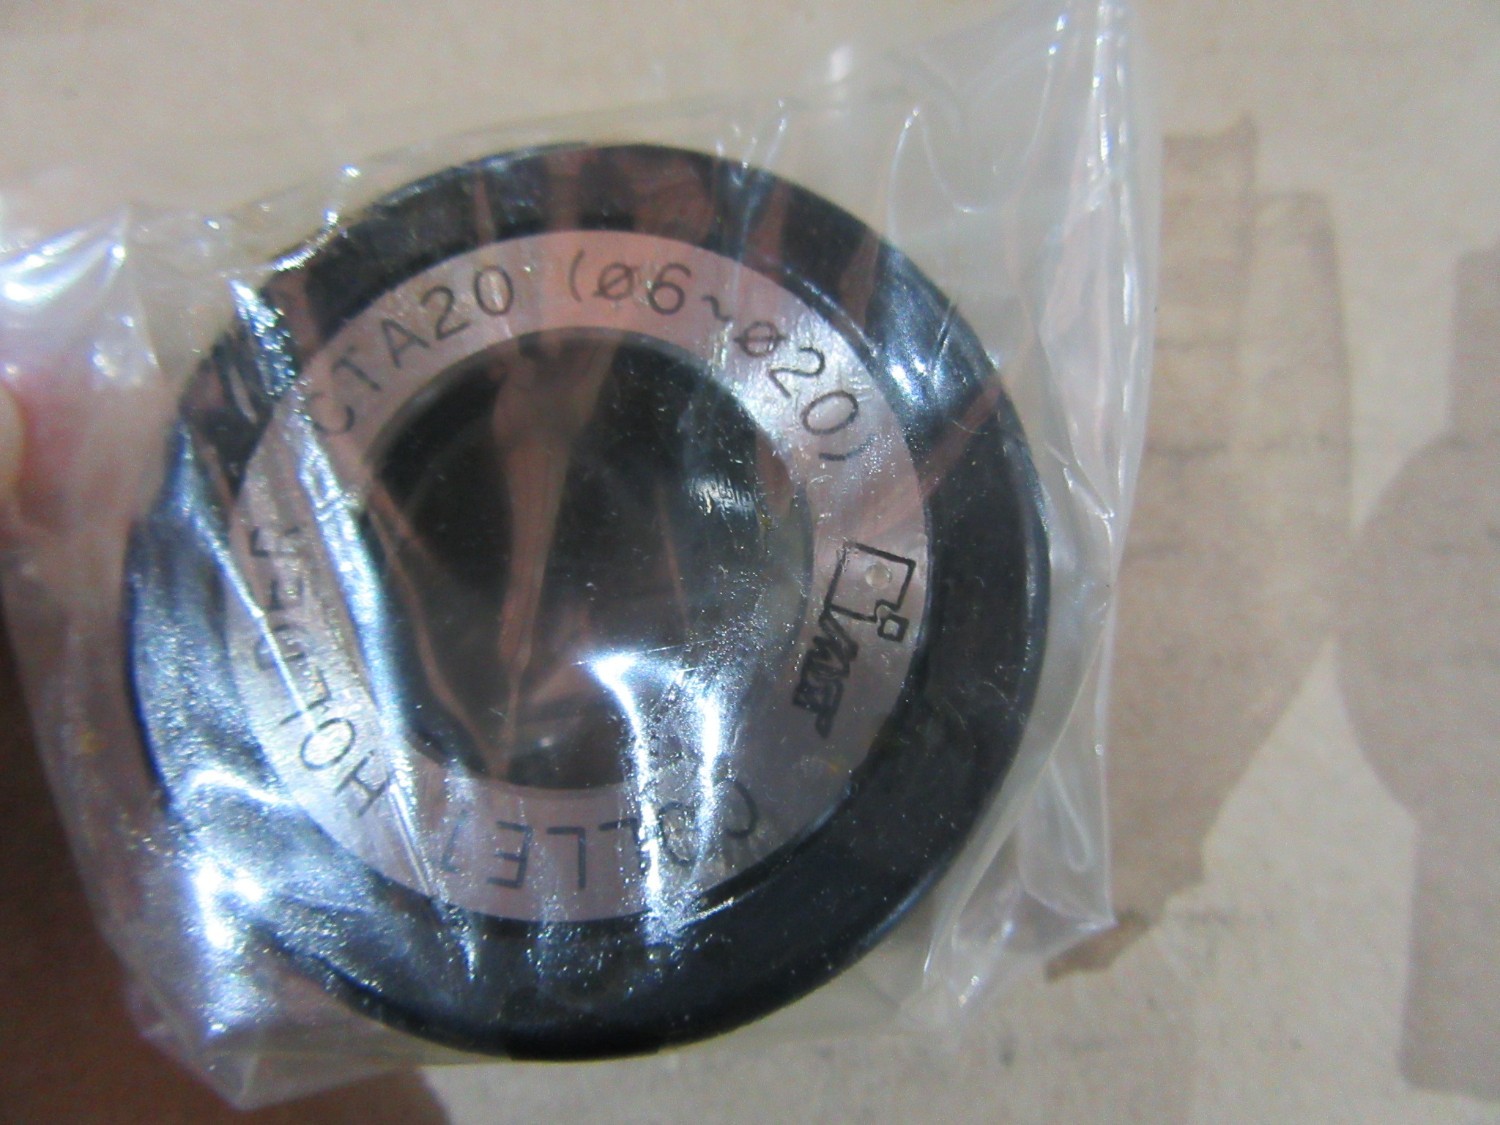 COLLET HOLDER CTA20 (ø6~ø20)